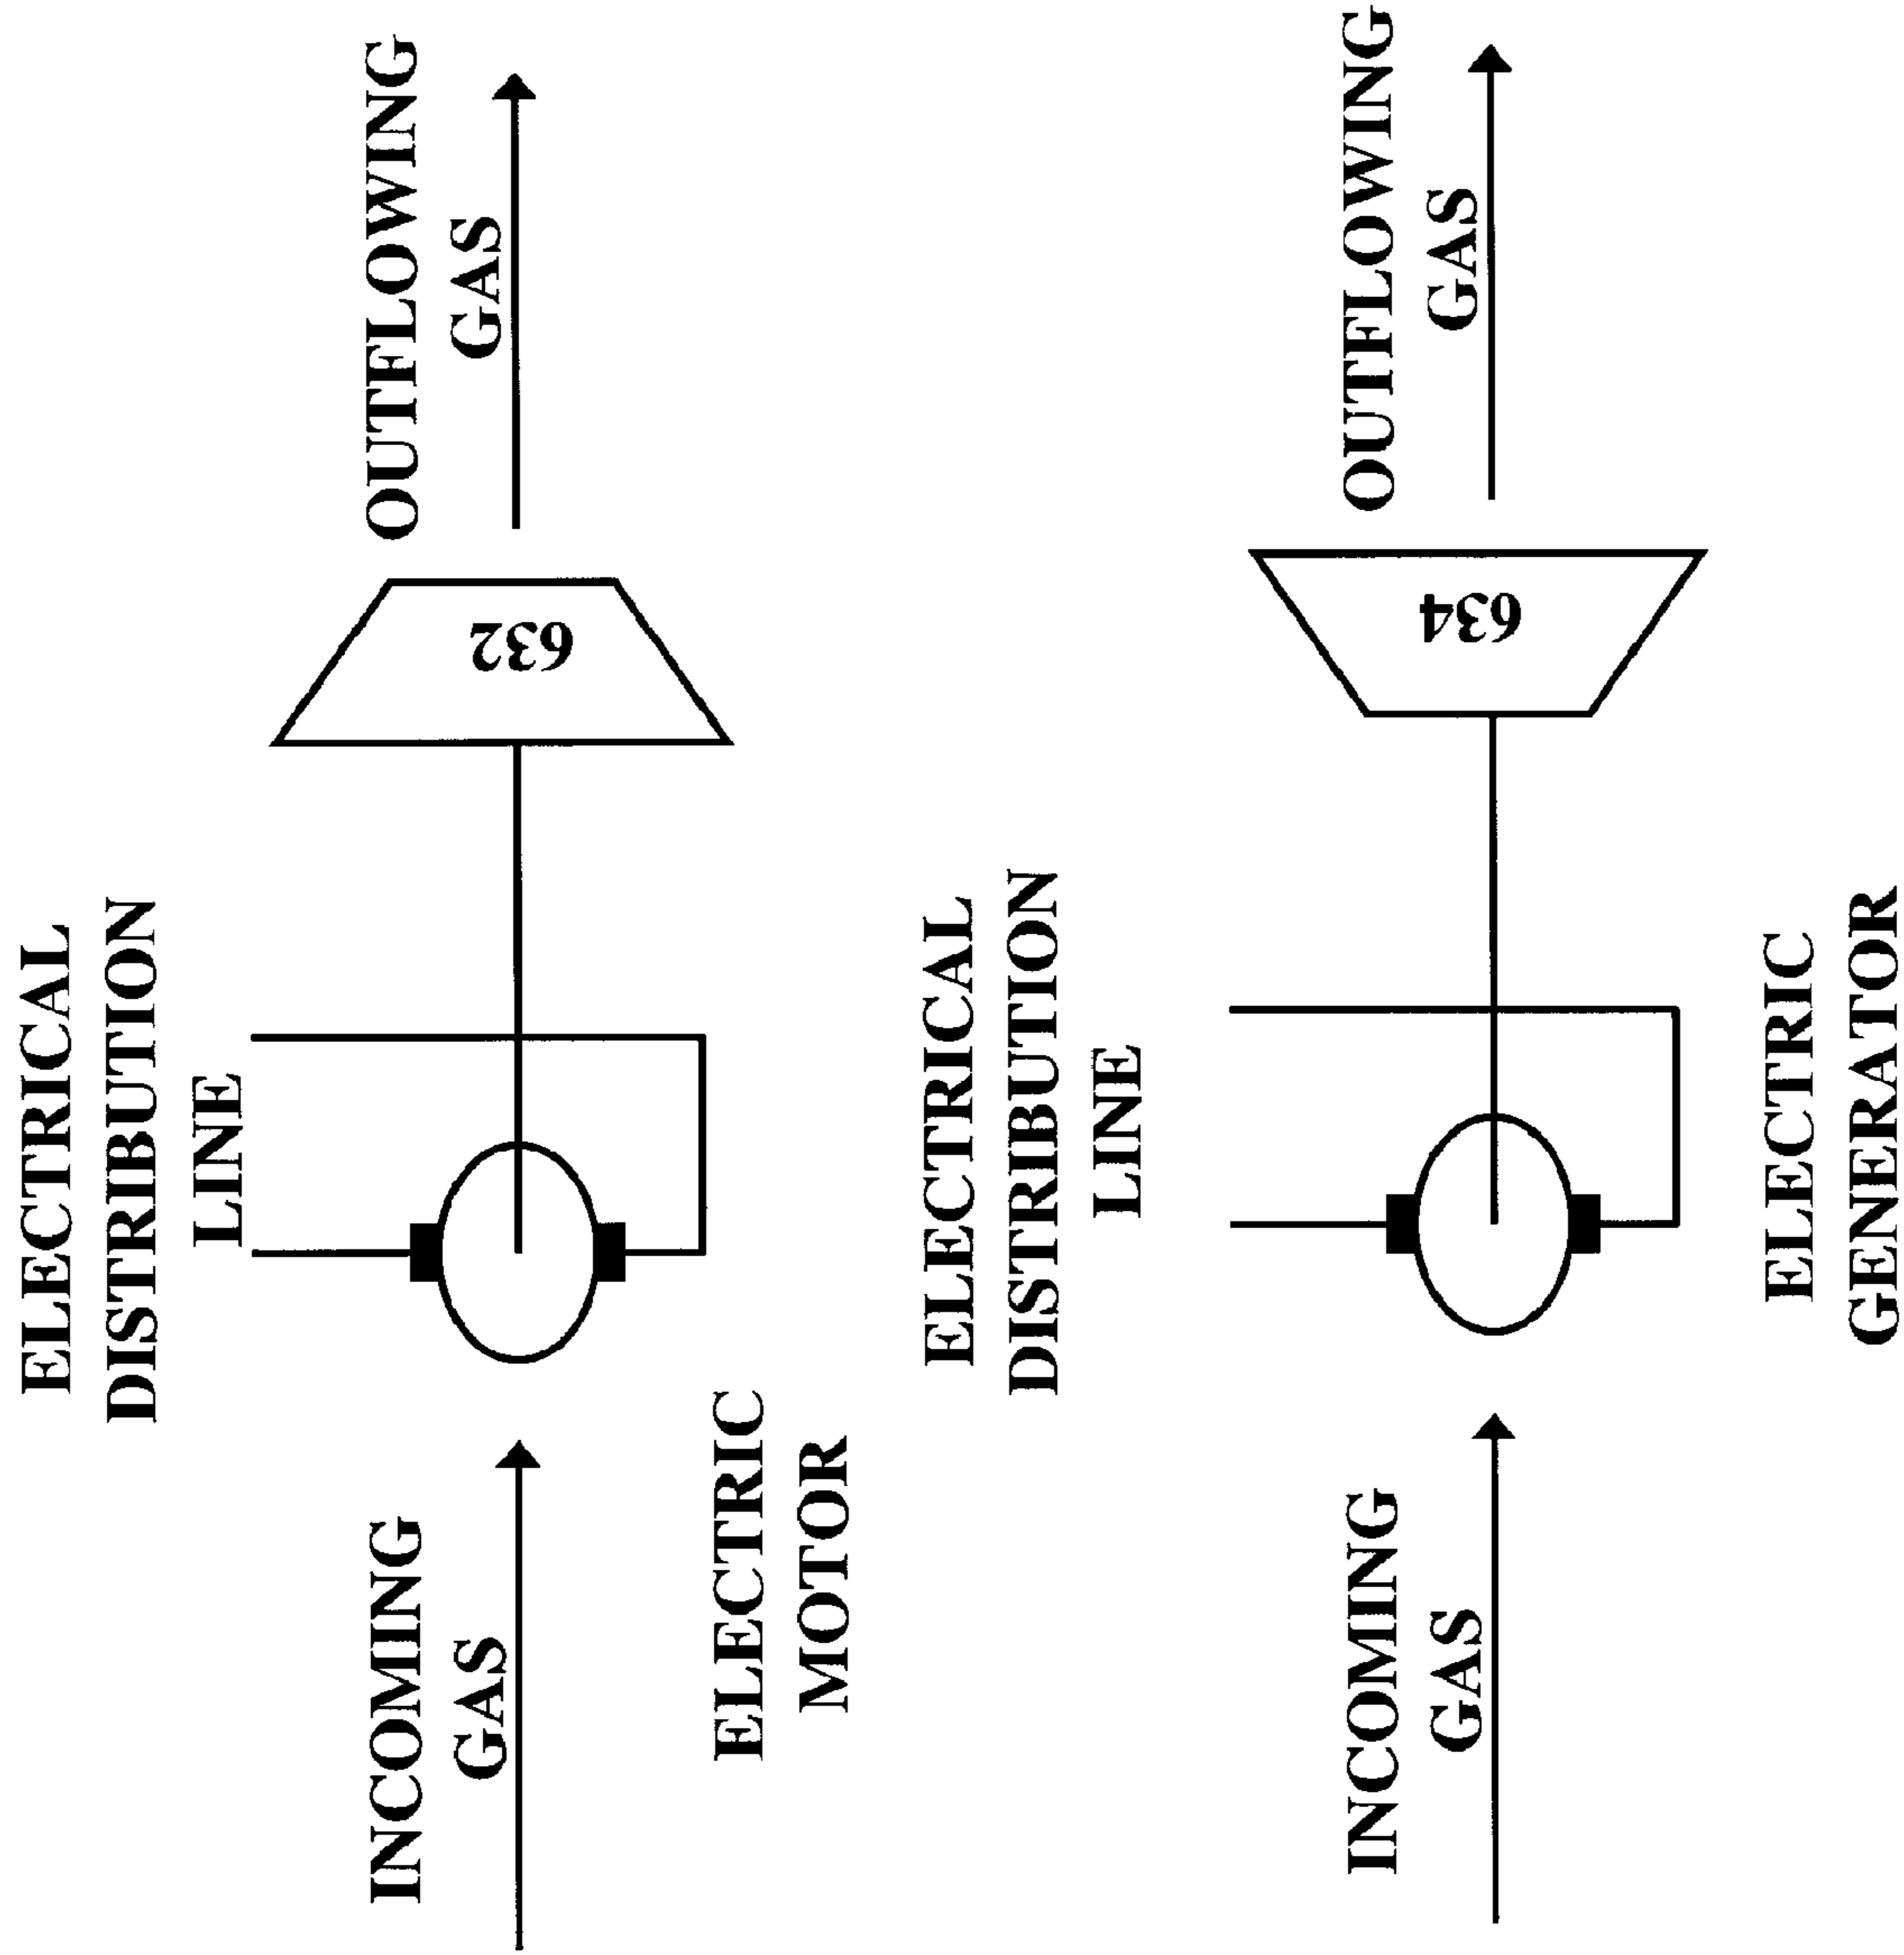 ELECTRICAL
DISTRIBUTION
LINE
INCOMING
GAS
OUTFLOWING
GAS
632
ELECTRIC
MOTOR
ELECTRICAL
DISTRIBUTION
LINE
INCOMING
GAS
OUTFLOWING
GAS
634
ELECTRIC
GENERATOR